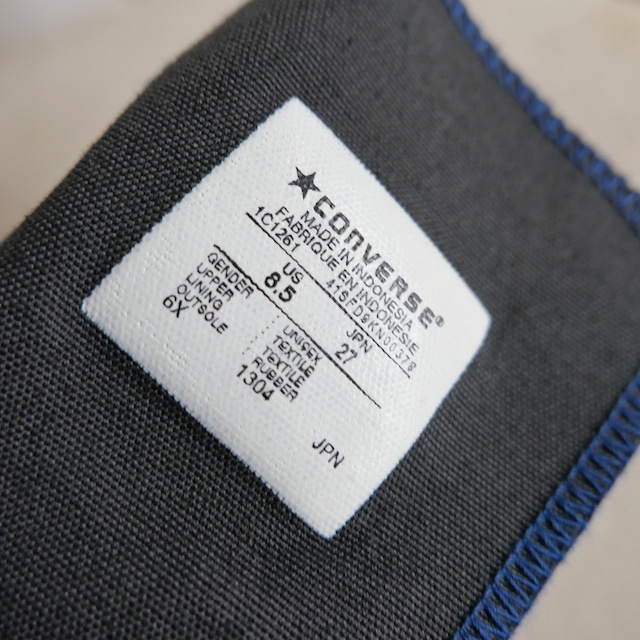 CONVERSE®
MADE IN INDONESIA
FABRIQUE EN INDONESIE
1C1261
US JPN
8.5 27
GENDER UNISEX
UPPER TEXTILE
LINING TEXTILE
OUTSOLE RUBBER
6X 1304
JPN